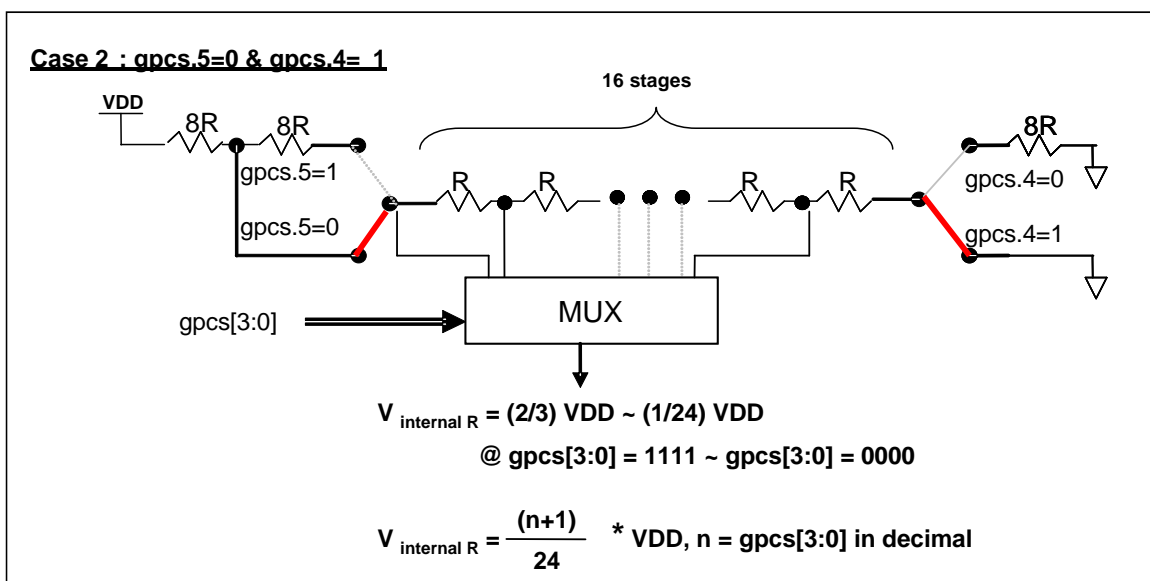 Case 2 : gpcs.5=0 & gpcs.4= 1
16 stages
VDD
8R 8R 8R
gpcs.5=1 gpcs.4=0
R R R R
gpcs.5=0 gpcs.4=1
MUX
gpcs[3:0]
V internal R = (2/3) VDD ~ (1/24) VDD
@ gpcs[3:0] = 1111 ~ gpcs[3:0] = 0000
(n+1)
V internal R = * VDD, n = gpcs[3:0] in decimal
24